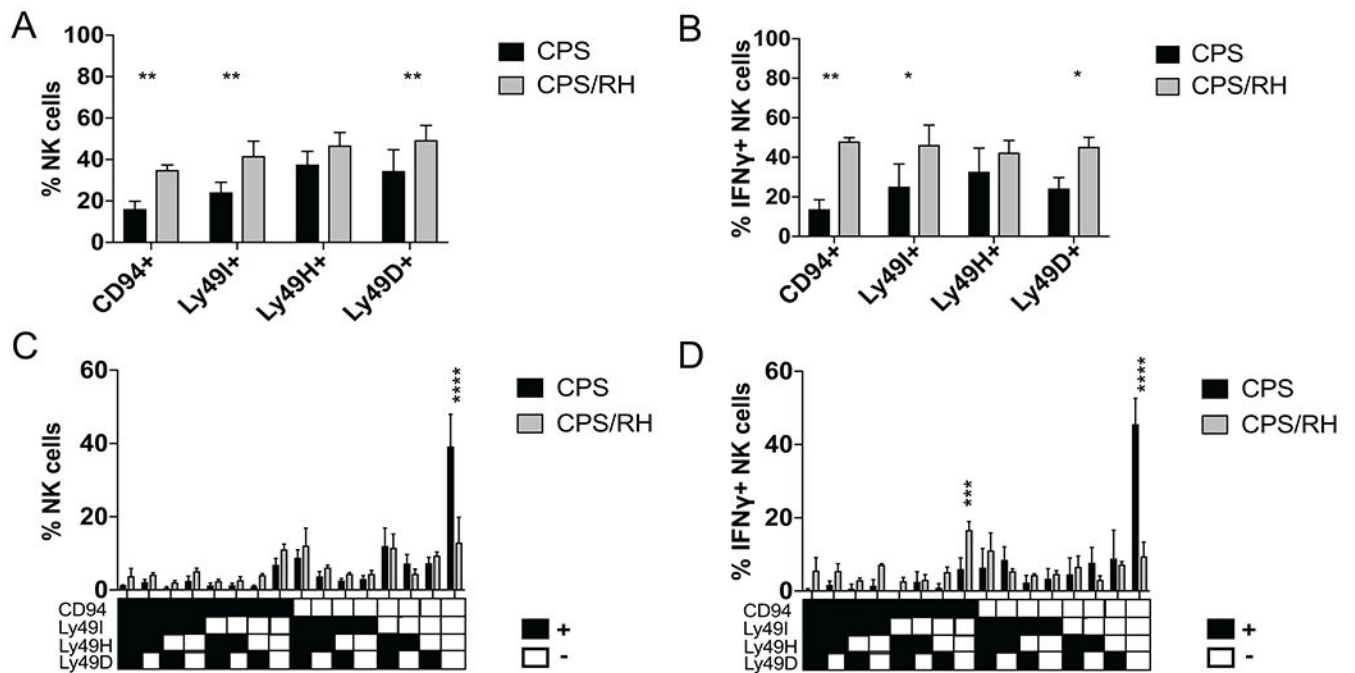 A
% NK cells
100
80
60
40
20
0
** ** **
CD94+ Ly49I+ Ly49H+ Ly49D+
CPS
CPS/RH
B
% IFNγ+ NK cells
100
80
60
40
20
0
** * *
CD94+ Ly49I+ Ly49H+ Ly49D+
CPS
CPS/RH
C
% NK cells
60
40
20
0
****
CPS
CPS/RH
CD94
Ly49I
Ly49H
Ly49D
+
-
D
% IFNγ+ NK cells
60
40
20
0
***
****
CPS
CPS/RH
CD94
Ly49I
Ly49H
Ly49D
+
-